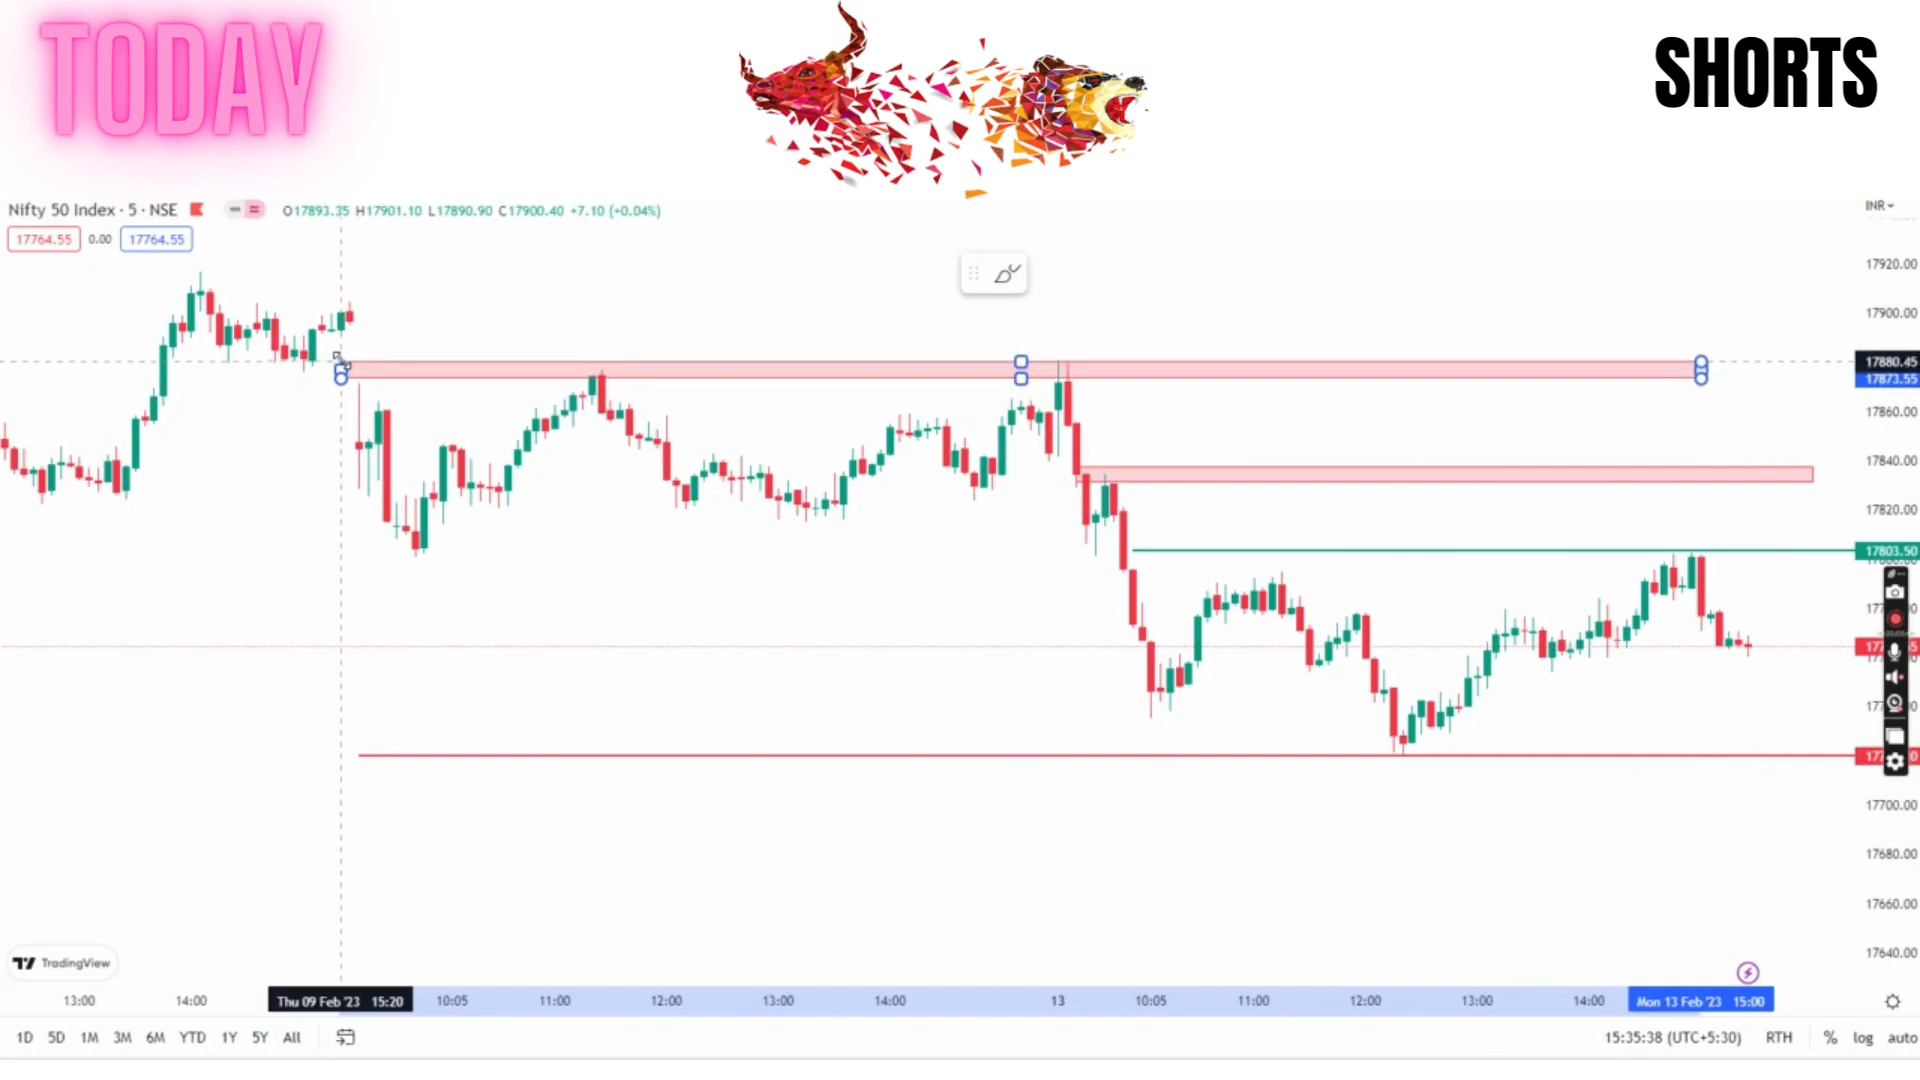 TODAY
SHORTS
Nifty 50 Index · 5 · NSE O17893.35 H17901.10 L17890.90 C17900.40 +7.10 (+0.04%)
INR
17764.55 0.00 17764.55
17920.00
17900.00
17880.45
17873.55
17860.00
17840.00
17820.00
17803.50
17700.00
17680.00
17660.00
17640.00
TradingView
13:00 14:00 Thu 09 Feb '23 15:20 10:05 11:00 12:00 13:00 14:00 13 10:05 11:00 12:00 13:00 14:00 Mon 13 Feb '23 15:00
1D 5D 1M 3M 6M YTD 1Y 5Y All 15:35:38 (UTC+5:30) RTH % log auto